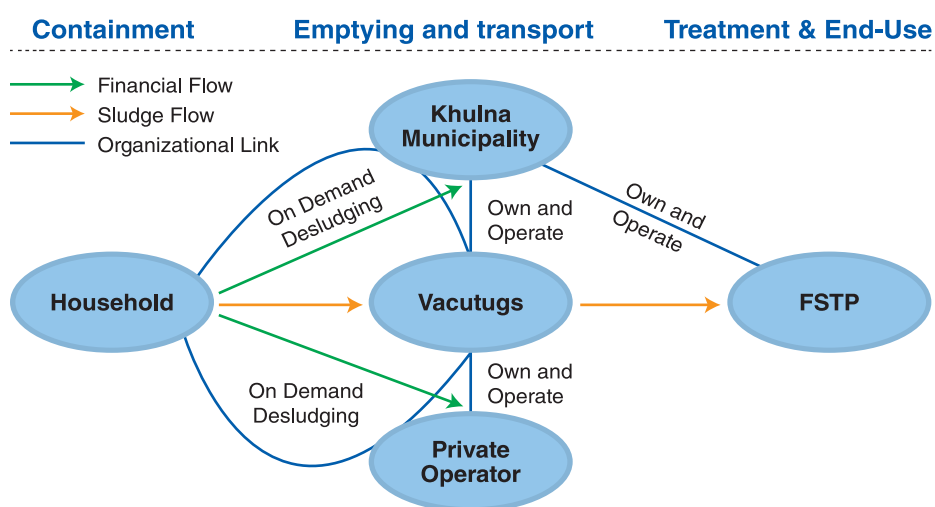 Containment
Emptying and transport
Treatment & End-Use
Financial Flow
Sludge Flow
Organizational Link
Khulna
Municipality
On Demand
Desludging
Own and
Operate
Own and
Operate
Household
Vacutugs
FSTP
On Demand
Desludging
Own and
Operate
Private
Operator